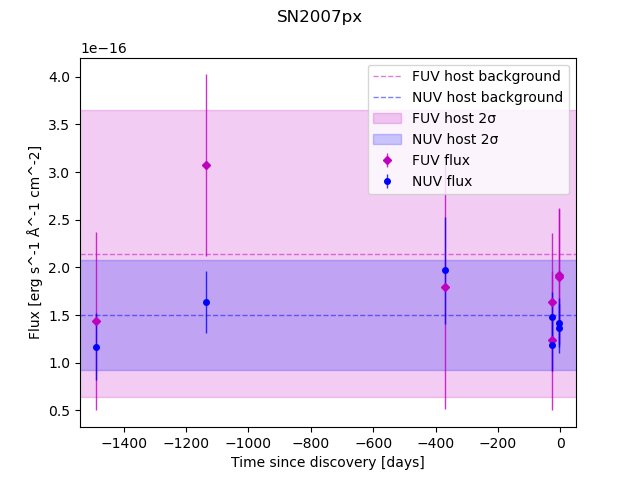 SN2007px
1e−16
4.0
3.5
3.0
2.5
2.0
1.5
1.0
0.5
Flux [erg s^-1 Å^-1 cm^-2]
FUV host background
NUV host background
FUV host 2σ
NUV host 2σ
FUV flux
NUV flux
−1400 −1200 −1000 −800 −600 −400 −200 0
Time since discovery [days]